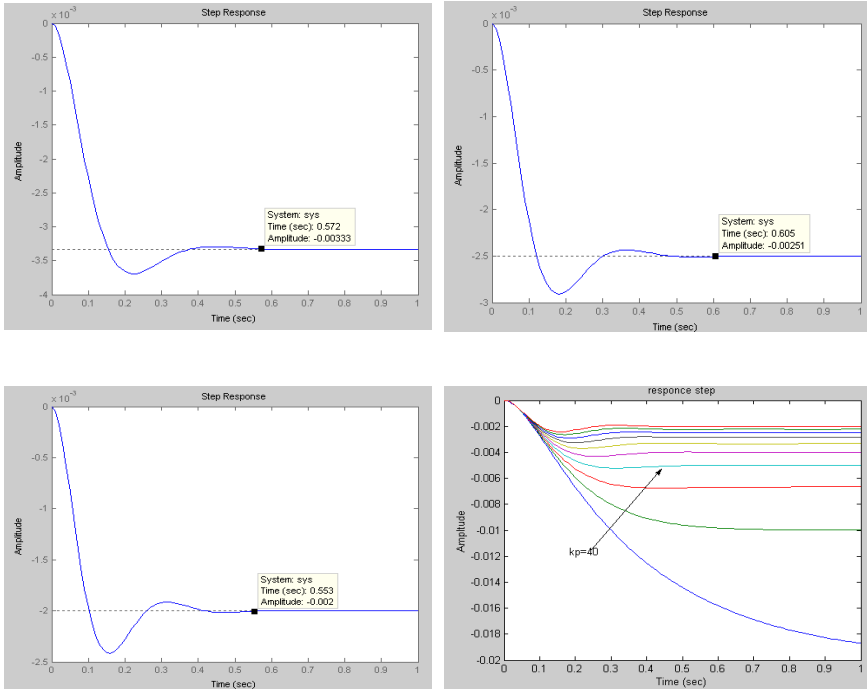 Step Response
x 10⁻³
0
-0.5
-1
-1.5
-2
-2.5
-3
-3.5
-4
Amplitude
System: sys
Time (sec): 0.572
Amplitude: -0.00333
0 0.1 0.2 0.3 0.4 0.5 0.6 0.7 0.8 0.9 1
Time (sec)
Step Response
x 10⁻³
0
-0.5
-1
-1.5
-2
-2.5
-3
Amplitude
System: sys
Time (sec): 0.605
Amplitude: -0.00251
0 0.1 0.2 0.3 0.4 0.5 0.6 0.7 0.8 0.9 1
Time (sec)
Step Response
x 10⁻³
0
-0.5
-1
-1.5
-2
-2.5
Amplitude
System: sys
Time (sec): 0.553
Amplitude: -0.002
0 0.1 0.2 0.3 0.4 0.5 0.6 0.7 0.8 0.9 1
Time (sec)
responce step
0
-0.002
-0.004
-0.006
-0.008
-0.01
-0.012
-0.014
-0.016
-0.018
-0.02
Ampltude
kp=40
0 0.1 0.2 0.3 0.4 0.5 0.6 0.7 0.8 0.9 1
Time (sec)